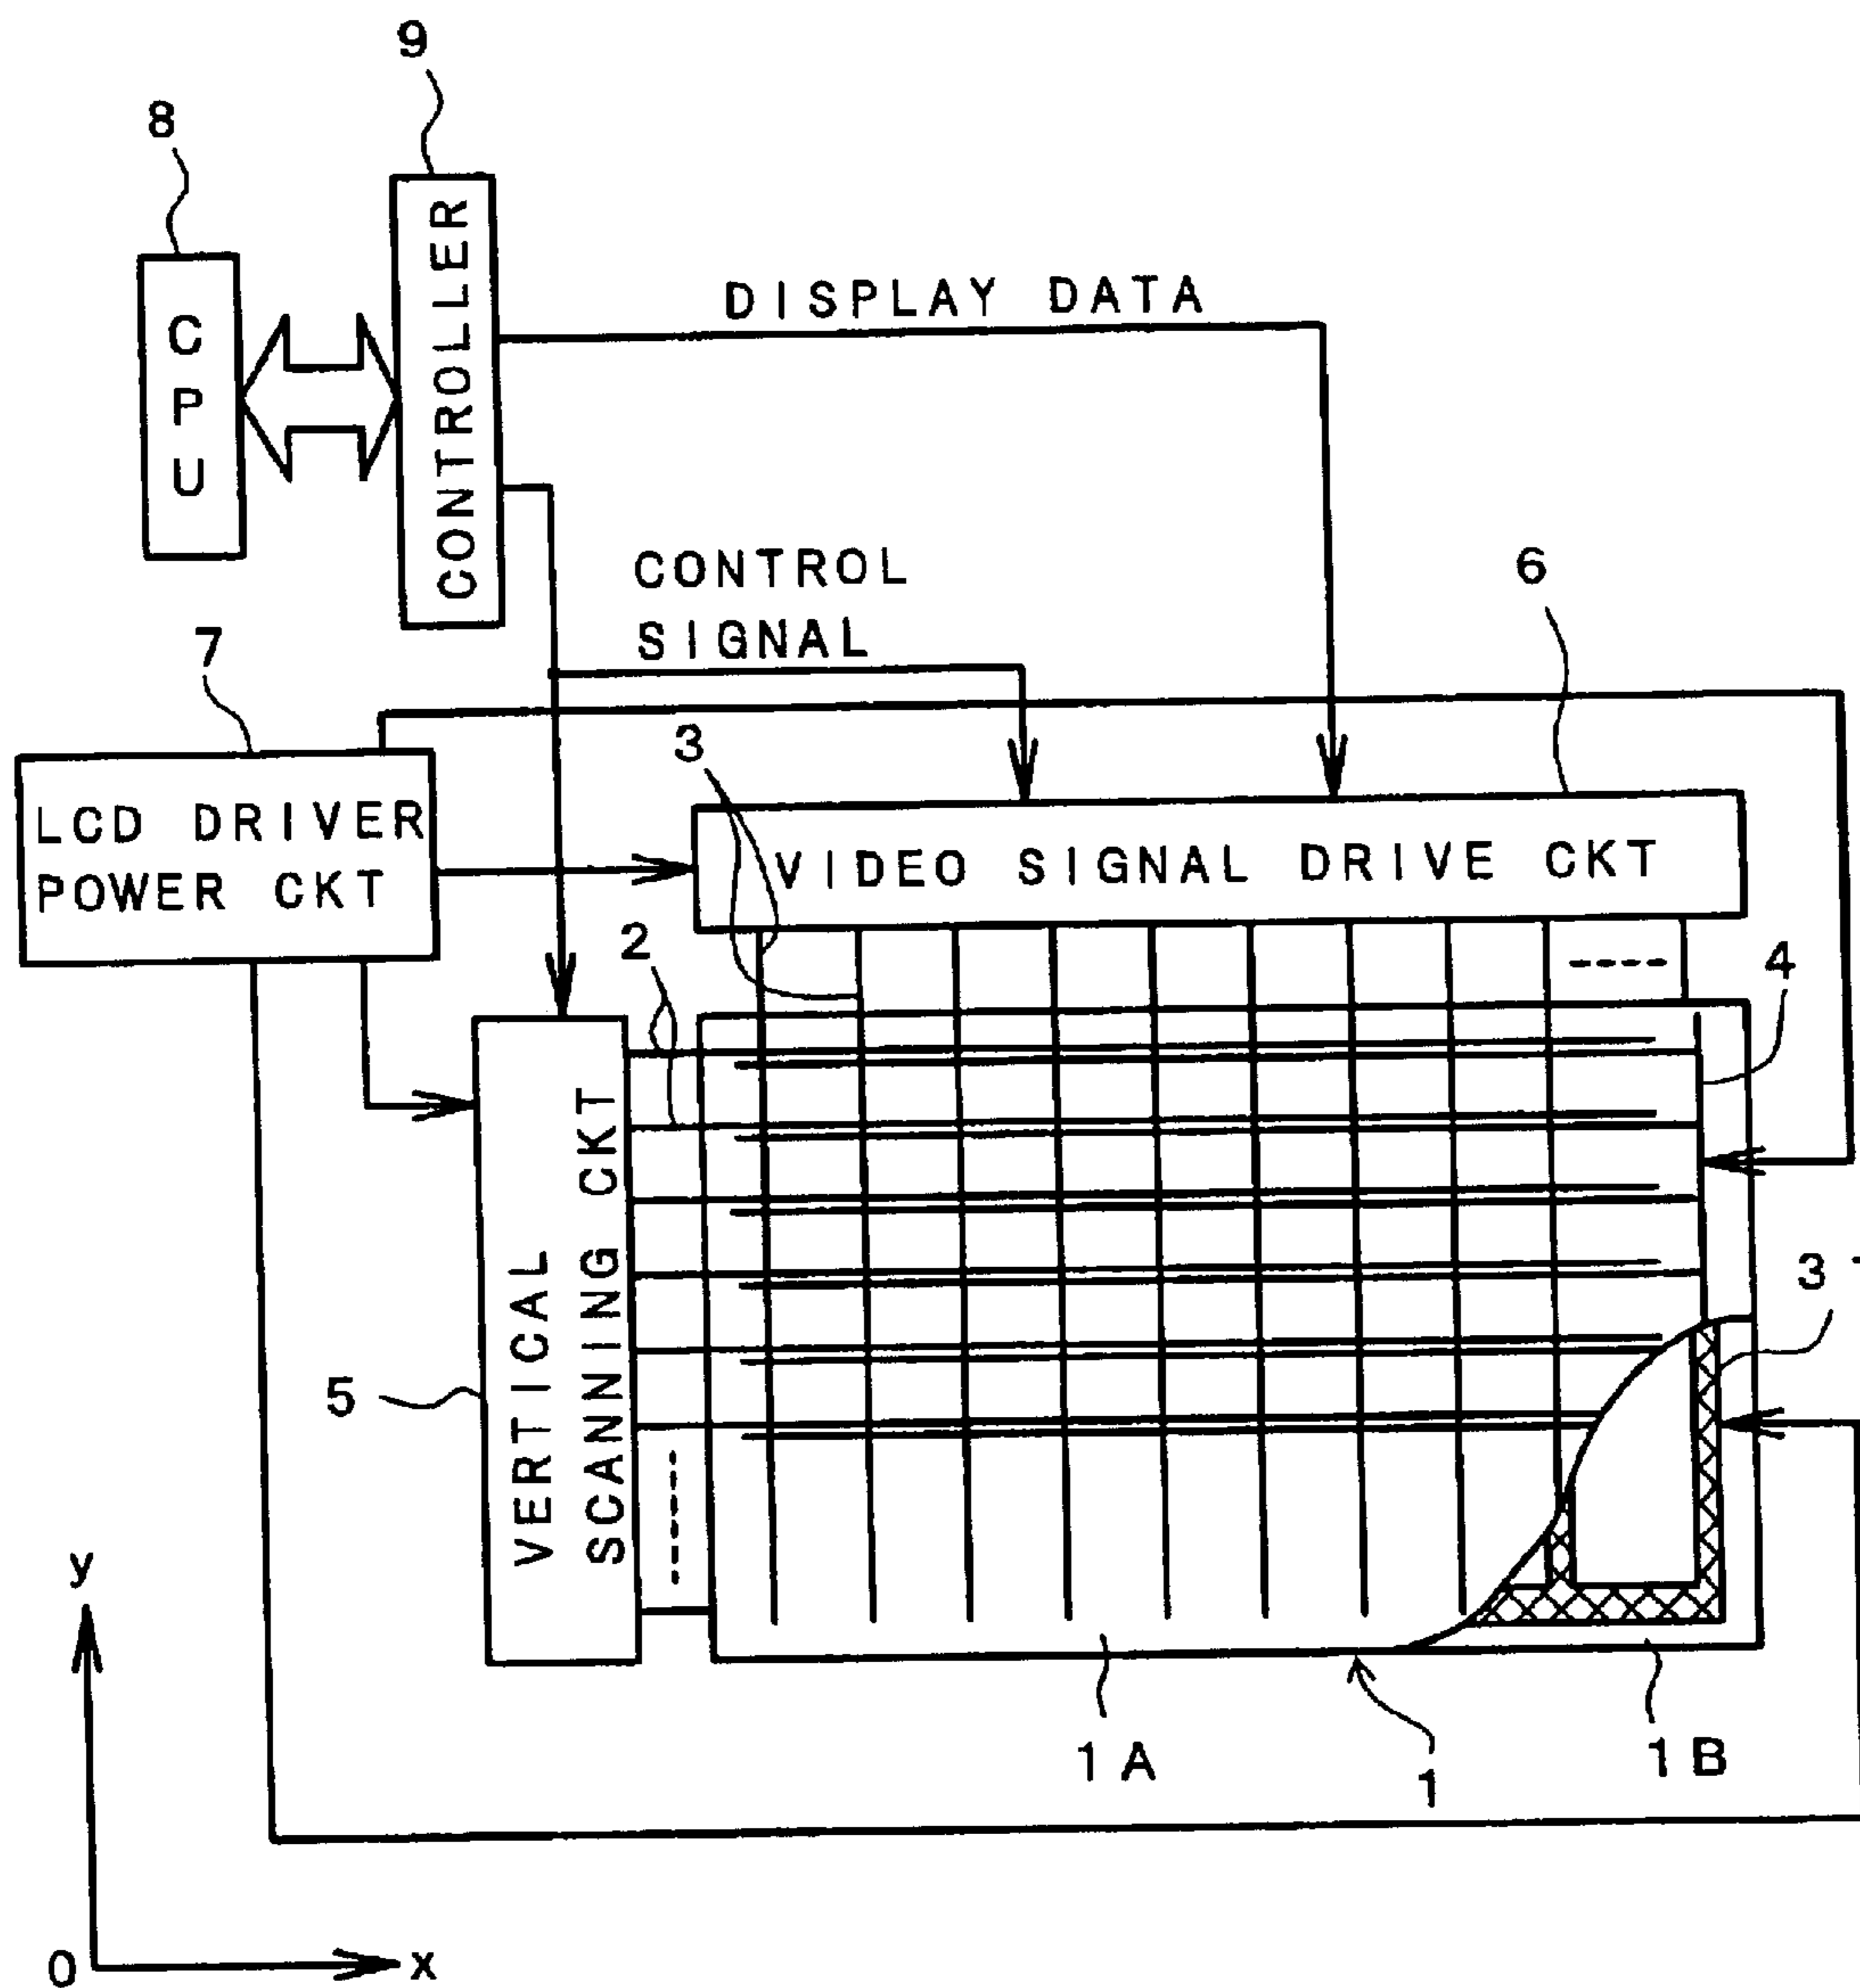 9
8
CONTROLLER
CPU
DISPLAY DATA
CONTROL
SIGNAL
6
7
3
LCD DRIVER
POWER CKT
VIDEO SIGNAL DRIVE CKT
2
4
VERTICAL
SCANNING CKT
3
5
y
1A
1
1B
0
x